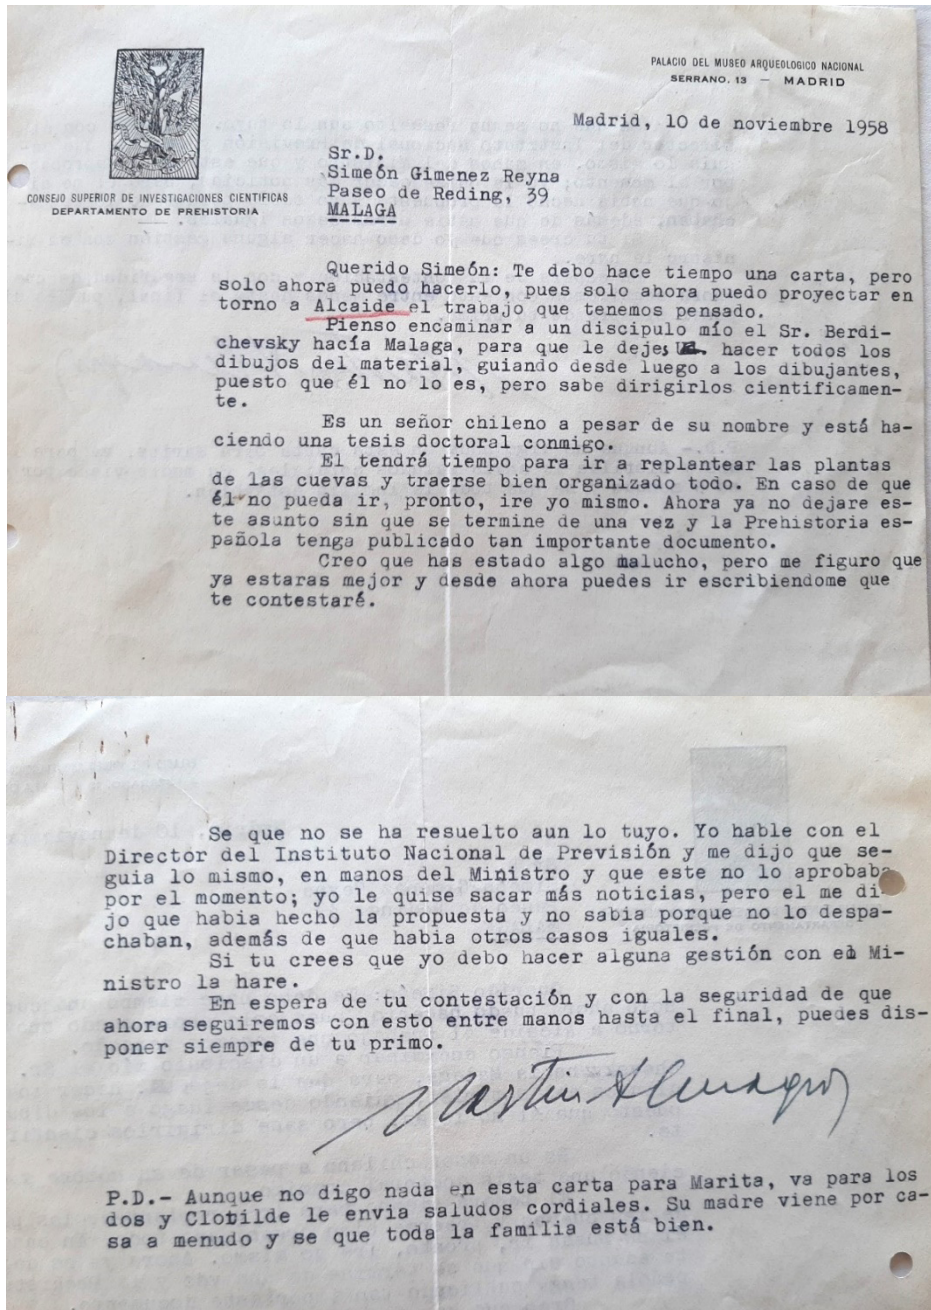 PALACIO DEL MUSEO ARQUEOLOGICO NACIONAL
SERRANO, 13 — MADRID
CONSEJO SUPERIOR DE INVESTIGACIONES CIENTIFICAS
DEPARTAMENTO DE PREHISTORIA
Madrid, 10 de noviembre 1958
Sr.D.
Simeón Gimenez Reyna
Paseo de Reding, 39
MALAGA
Querido Simeón: Te debo hace tiempo una carta, pero
solo ahora puedo hacerlo, pues solo ahora puedo proyectar en
torno a Alcaide el trabajo que tenemos pensado.
Pienso encaminar a un discipulo mío el Sr. Berdi-
chevsky hacía Malaga, para que le dejes hacer todos los
dibujos del material, guiando desde luego a los dibujantes,
puesto que él no lo es, pero sabe dirigirlos cientificamen-
te.
Es un señor chileno a pesar de su nombre y está ha-
ciendo una tesis doctoral conmigo.
El tendrá tiempo para ir a replantear las plantas
de las cuevas y traerse bien organizado todo. En caso de que
él no pueda ir, pronto, ire yo mismo. Ahora ya no dejare es-
te asunto sin que se termine de una vez y la Prehistoria es-
pañola tenga publicado tan importante documento.
Creo que has estado algo malucho, pero me figuro que
ya estaras mejor y desde ahora puedes ir escribiendome que
te contestaré.
Se que no se ha resuelto aun lo tuyo. Yo hable con el
Director del Instituto Nacional de Previsión y me dijo que se-
guia lo mismo, en manos del Ministro y que este no lo aprobaba
por el momento; yo le quise sacar más noticias, pero el me di
jo que habia hecho la propuesta y no sabia porque no lo despa-
chaban, además de que habia otros casos iguales.
Si tu crees que yo debo hacer alguna gestión con el Mi-
nistro la hare.
En espera de tu contestación y con la seguridad de que
ahora seguiremos con esto entre manos hasta el final, puedes dis-
poner siempre de tu primo.
Martin Almagro
P.D.- Aunque no digo nada en esta carta para Marita, va para los
dos y Clotilde le envia saludos cordiales. Su madre viene por ca-
sa a menudo y se que toda la familia está bien.